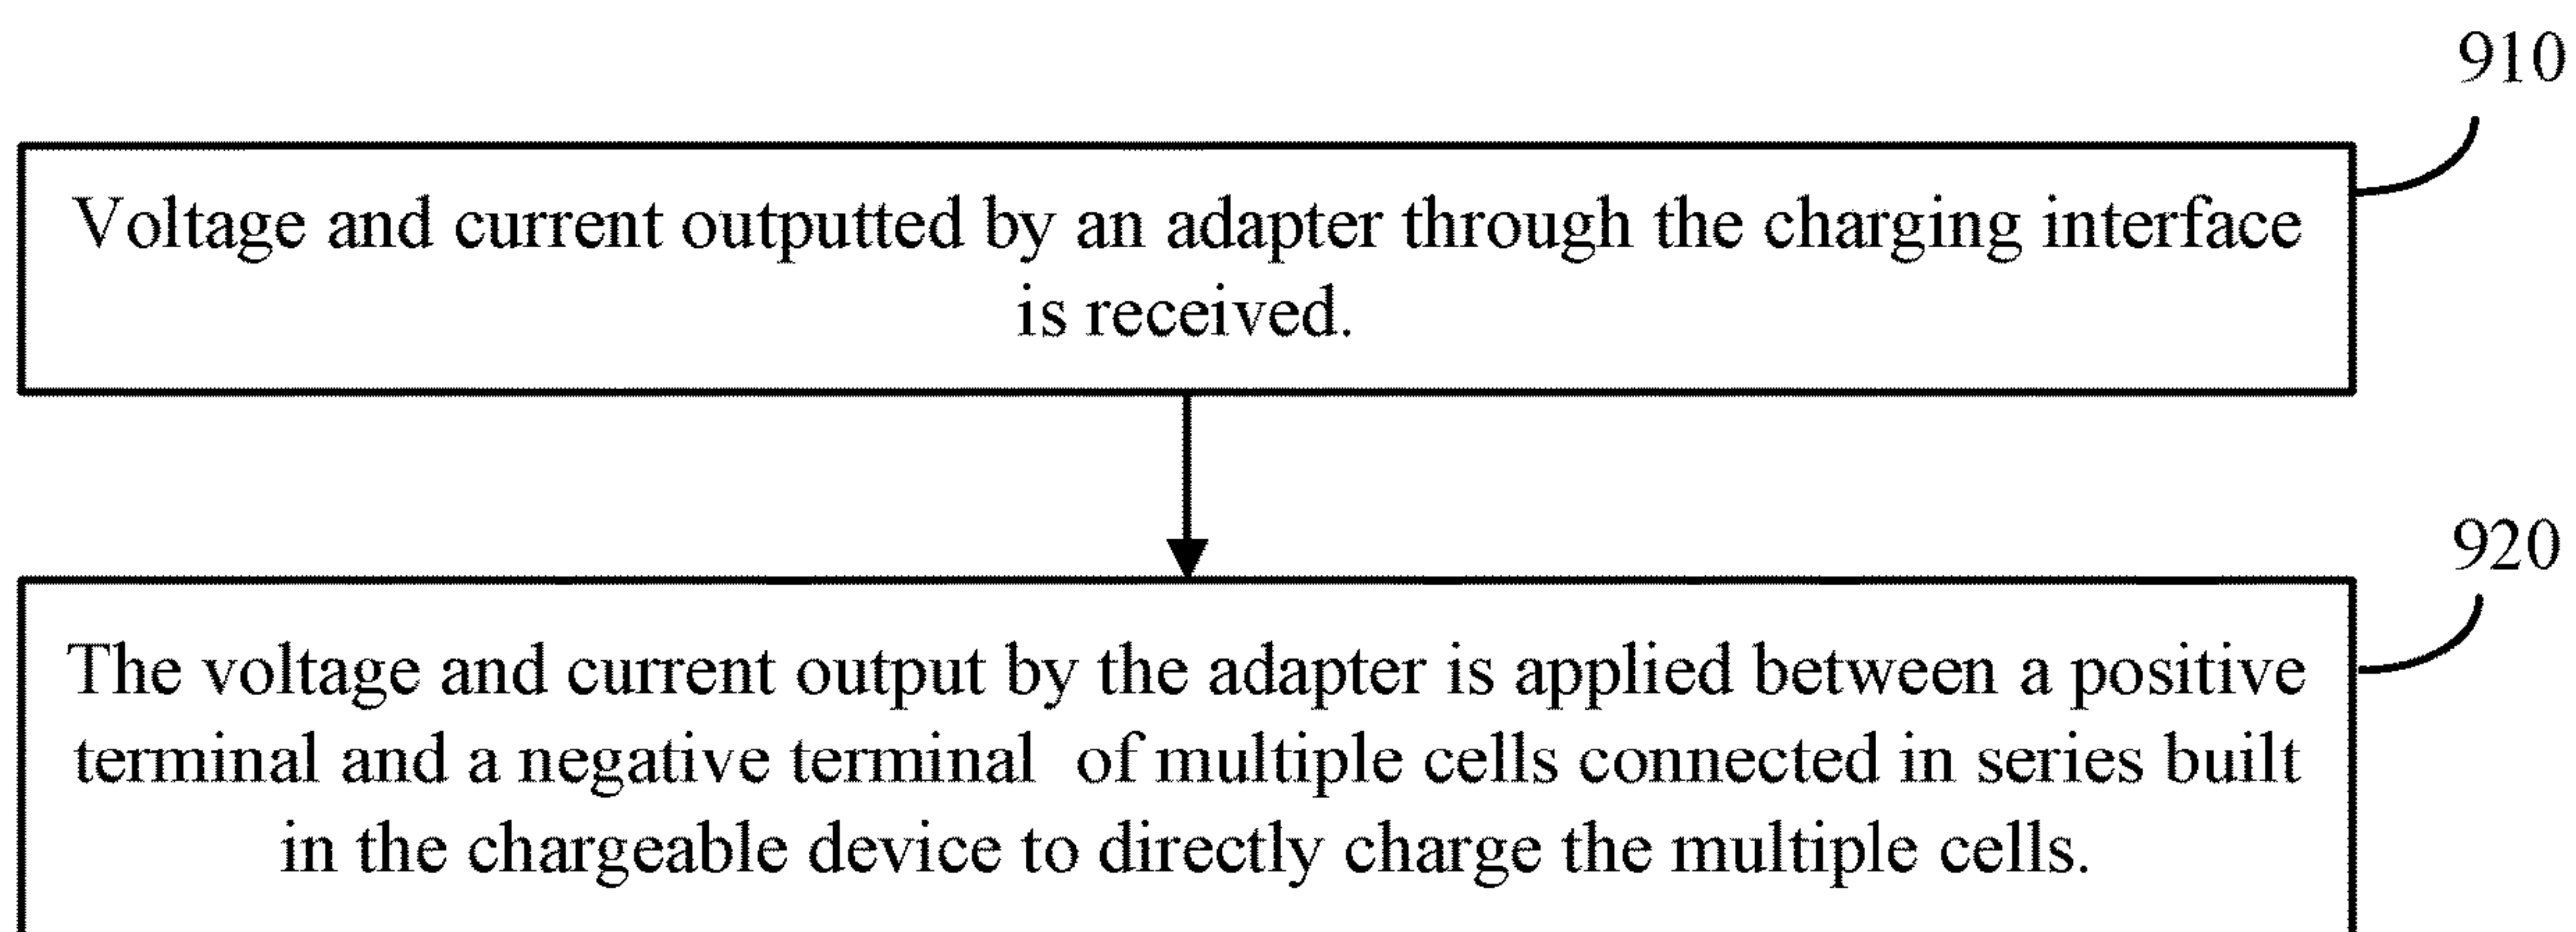 910
Voltage and current outputted by an adapter through the charging interface
is received.
920
The voltage and current output by the adapter is applied between a positive
terminal and a negative terminal of multiple cells connected in series built
in the chargeable device to directly charge the multiple cells.